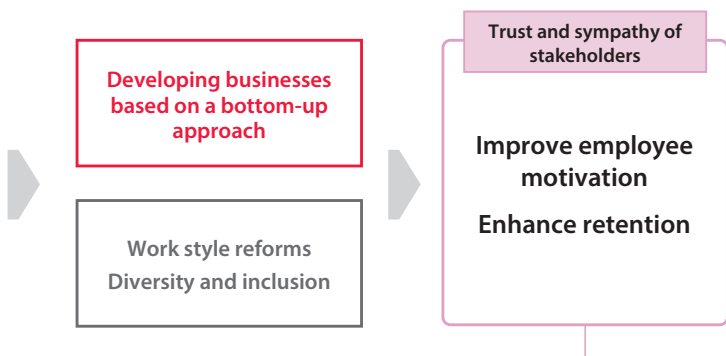 Developing businesses
based on a bottom-up
approach
Work style reforms
Diversity and inclusion
Trust and sympathy of
stakeholders
Improve employee
motivation
Enhance retention